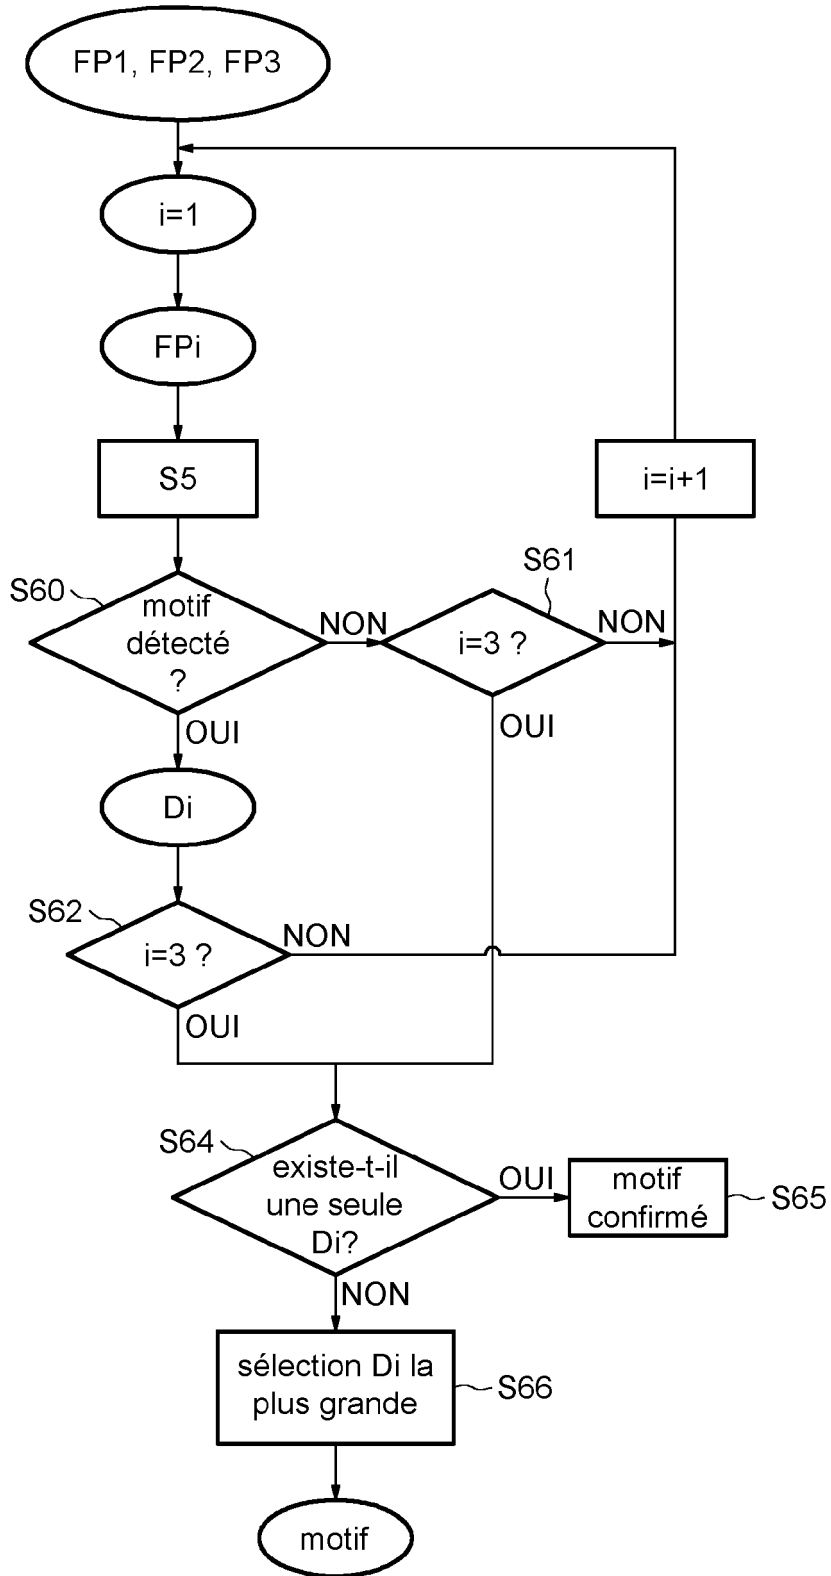 FP1, FP2, FP3
i=1
FPi
S5
i=i+1
S60
motif
détecté
?
NON
S61
i=3 ?
NON
OUI
OUI
Di
S62
i=3 ?
NON
OUI
S64
existe-t-il
une seule
Di?
OUI
motif
confirmé
S65
NON
sélection Di la
plus grande
S66
motif